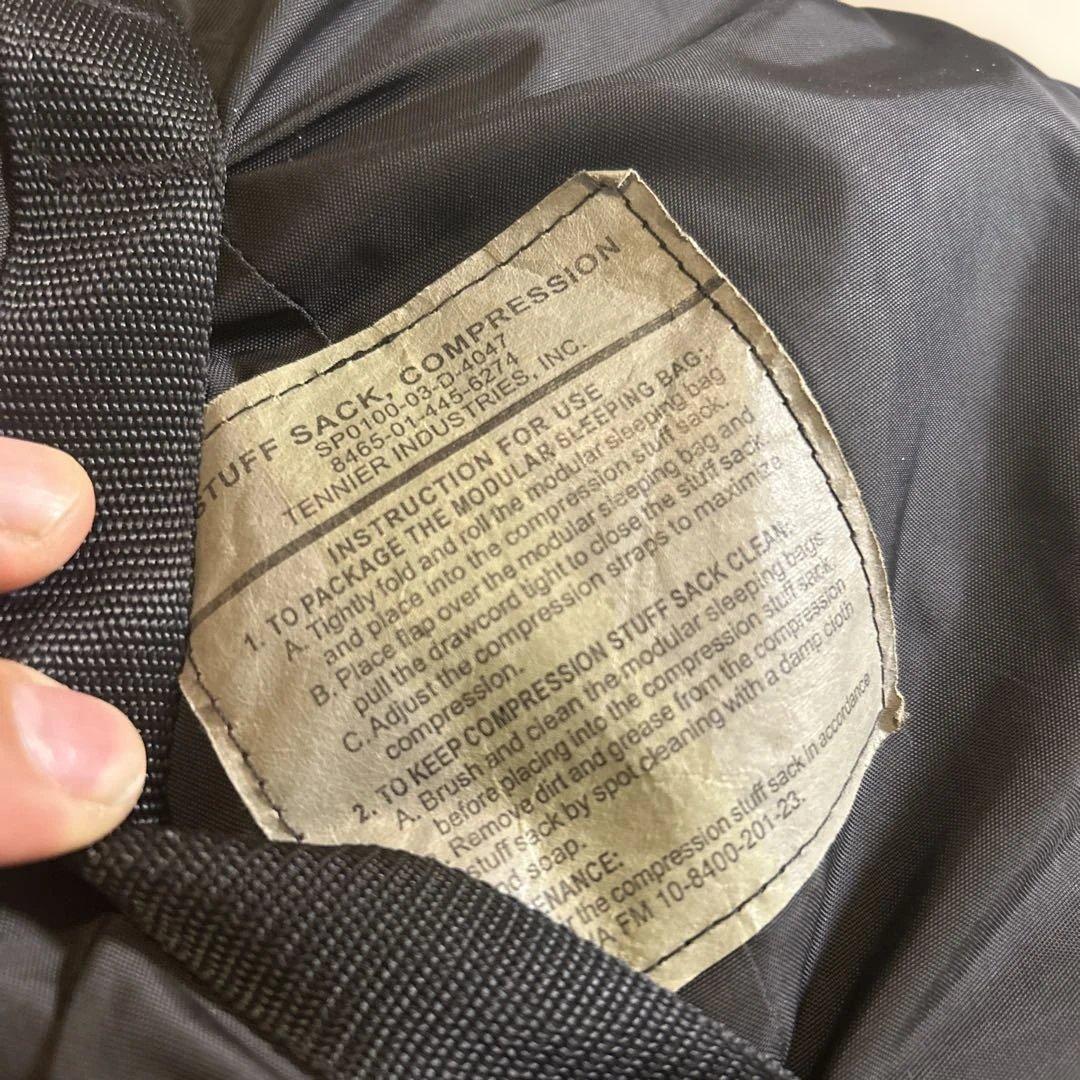 STUFF SACK, COMPRESSION
SP0100-03-D-4047
8465-01-445-6274
TENNIER INDUSTRIES, INC.
INSTRUCTION FOR USE
1. TO PACKAGE THE MODULAR SLEEPING BAG:
A. Tightly fold and roll the modular sleeping bag
and place into the compression stuff sack.
B. Place flap over the modular sleeping bag and
pull the drawcord tight to close the stuff sack.
C. Adjust the compression straps to maximize
compression.
2. TO KEEP COMPRESSION STUFF SACK CLEAN:
A. Brush and clean the modular sleeping bags
before placing into the compression stuff sack.
Remove dirt and grease from the compression
stuff sack by spot cleaning with a damp cloth
nd soap.
ENANCE:
the compression stuff sack in accordance
A FM 10-8400-201-23.